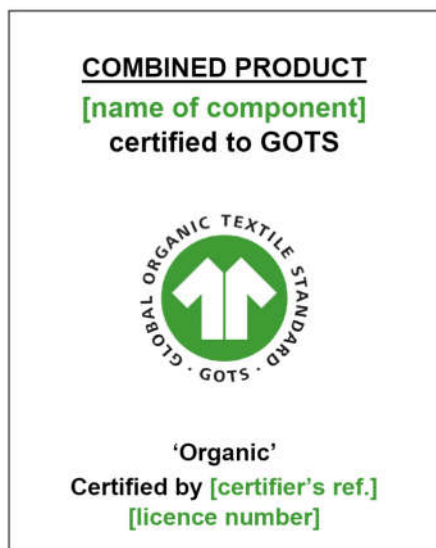 COMBINED PRODUCT
[name of component]
certified to GOTS
GLOBAL ORGANIC TEXTILE STANDARD
· GOTS ·
‘Organic’
Certified by [certifier’s ref.]
[licence number]